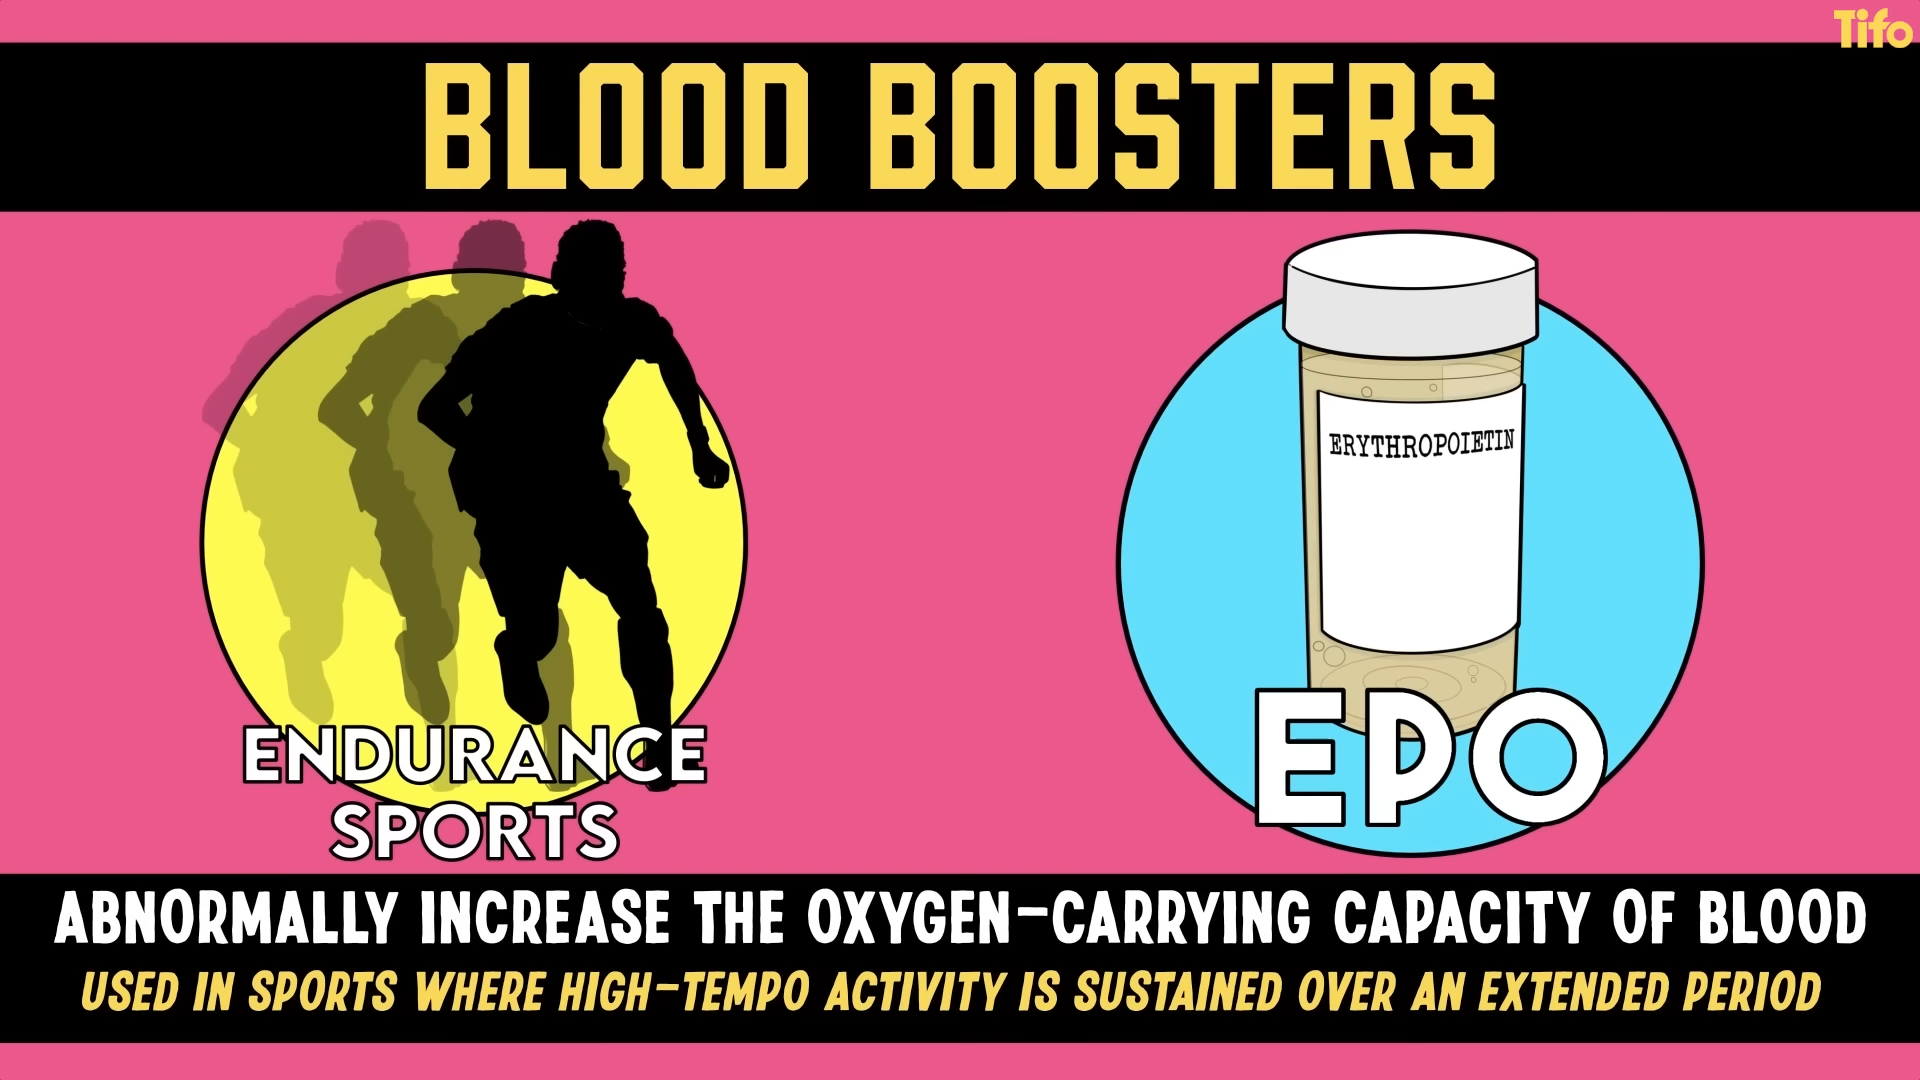 Tifo
BLOOD BOOSTERS
ERYTHROPOIETIN
ENDURANCE
SPORTS
EPO
ABNORMALLY INCREASE THE OXYGEN-CARRYING CAPACITY OF BLOOD
USED IN SPORTS WHERE HIGH-TEMPO ACTIVITY IS SUSTAINED OVER AN EXTENDED PERIOD